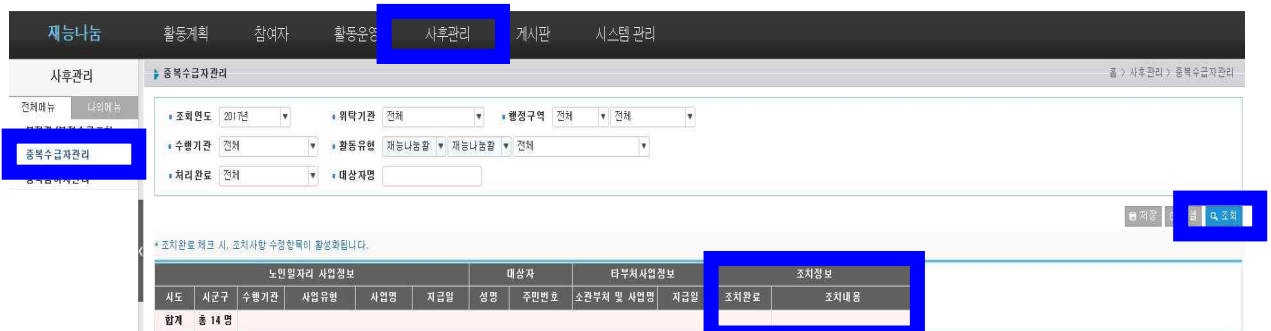 재능나눔 활동계획 참여자 활동운영 사후관리 게시판 시스템 관리
사후관리 중복수급자관리 홈 > 사후관리 > 중복수급자관리
전체메뉴 나의메뉴
중복수급자관리
조회연도 2017년 위탁기관 전체 행정구역 전체 전체
수행기관 전체 활동유형 재능나눔활 재능나눔활 전체
처리완료 전체 대상자명
저장 조회
* 조치완료 체크 시, 조치사항 수정항목이 활성화됩니다.
노인일자리 사업정보 대상자 타부처사업정보 조치정보
시도 시군구 수행기관 사업유형 사업명 지급일 성명 주민번호 소관부처 및 사업명 지급일 조치완료 조치내용
합계 총 14 명